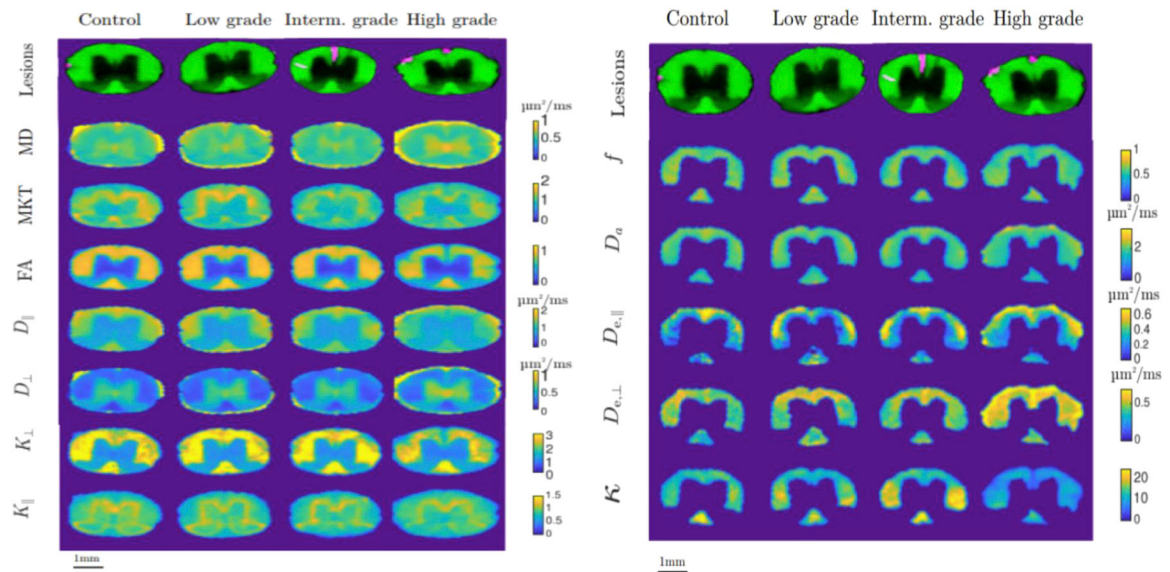 Control Low grade Interm. grade High grade
Lesions
µm²/ms
MD
1
0.5
0
MKT
2
1
0
FA
1
0
µm²/ms
D∥
2
1
0
µm²/ms
D⊥
1
0.5
0
K⊥
3
2
1
0
K∥
1.5
1
0.5
0
1mm
Control Low grade Interm. grade High grade
Lesions
f
1
0.5
0
µm²/ms
Da
2
0
µm²/ms
De,∥
0.6
0.4
0.2
0
µm²/ms
De,⊥
0.5
0
κ
20
10
0
1mm